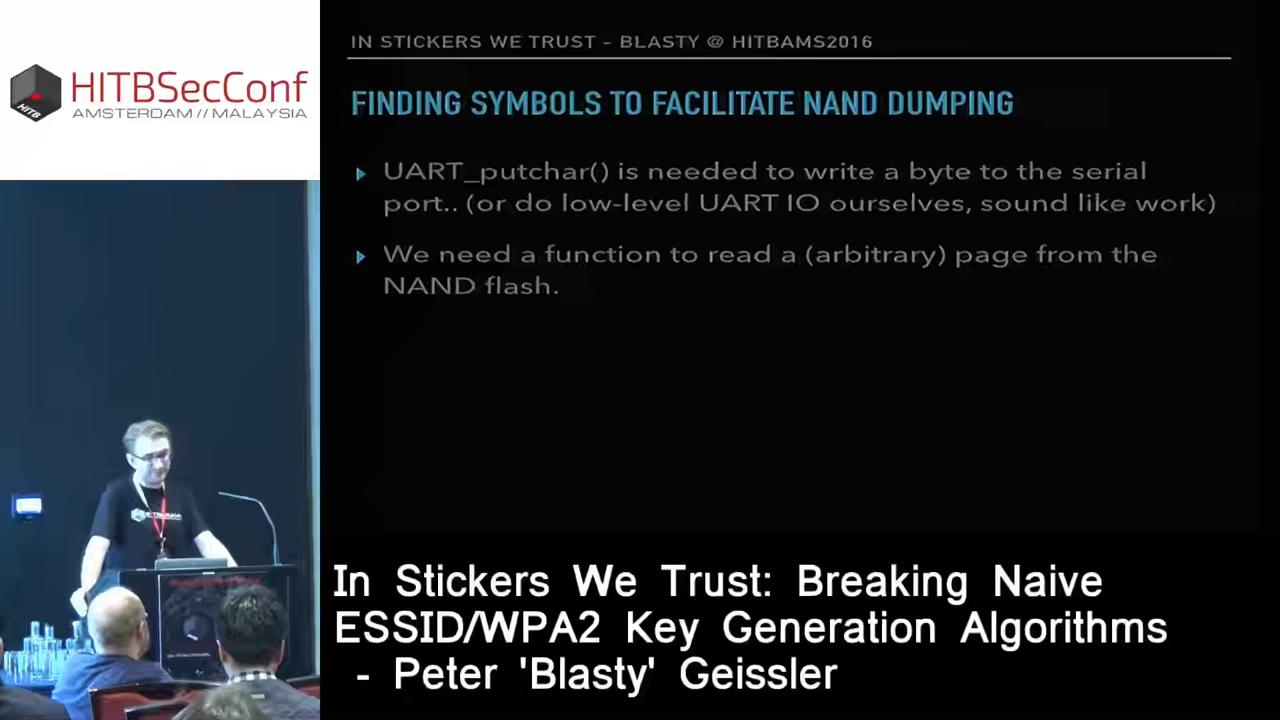 HITBSecConf
AMSTERDAM // MALAYSIA
HITB
IN STICKERS WE TRUST – BLASTY @ HITBAMS2016
FINDING SYMBOLS TO FACILITATE NAND DUMPING
UART_putchar() is needed to write a byte to the serial
port.. (or do low-level UART IO ourselves, sound like work)
We need a function to read a (arbitrary) page from the
NAND flash.
In Stickers We Trust: Breaking Naive
ESSID/WPA2 Key Generation Algorithms
- Peter 'Blasty' Geissler